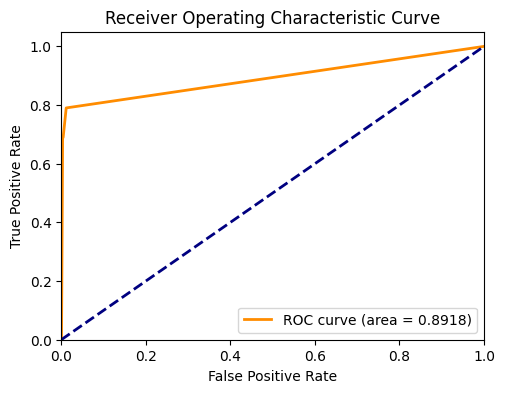 Receiver Operating Characteristic Curve
True Positive Rate
1.0
0.8
0.6
0.4
0.2
0.0
ROC curve (area = 0.8918)
0.0 0.2 0.4 0.6 0.8 1.0
False Positive Rate